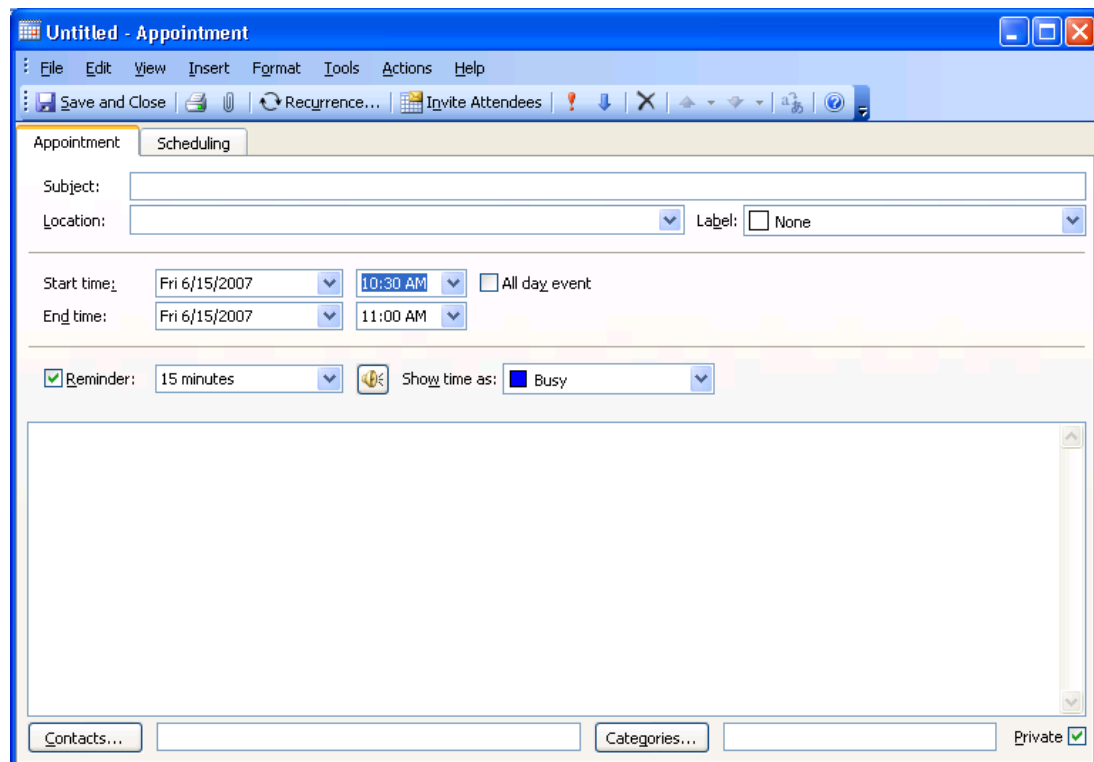 Untitled - Appointment
File Edit View Insert Format Tools Actions Help
Save and Close Recurrence... Invite Attendees
Appointment Scheduling
Subject:
Location: Label: None
Start time: Fri 6/15/2007 10:30 AM All day event
End time: Fri 6/15/2007 11:00 AM
Reminder: 15 minutes Show time as: Busy
Contacts... Categories... Private